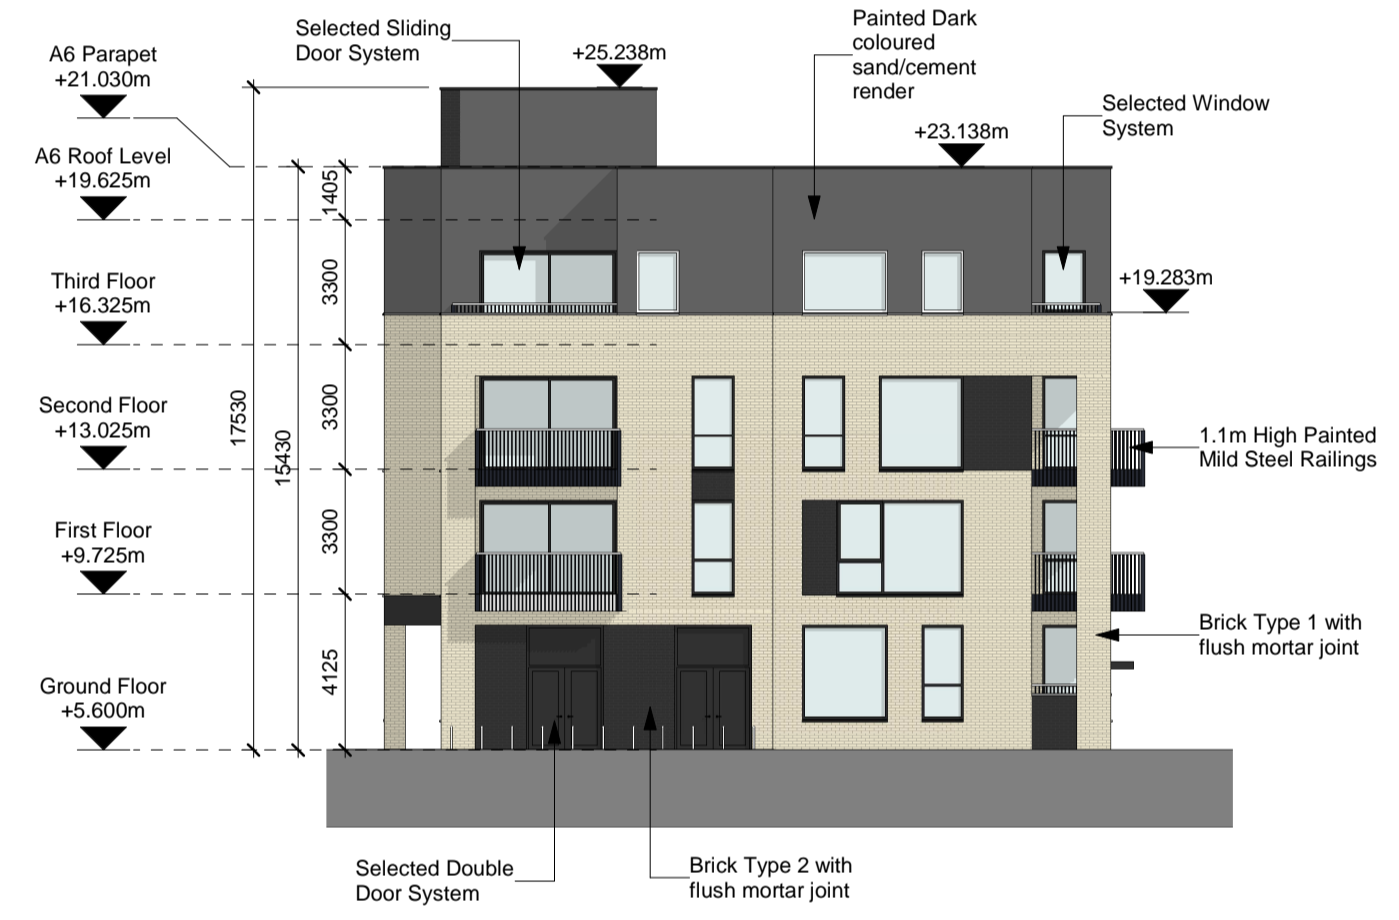 A6 Parapet
+21.030m
A6 Roof Level
+19.625m
Third Floor
+16.325m
Second Floor
+13.025m
First Floor
+9.725m
Ground Floor
+5.600m
17530
15430
1405
3300
3300
3300
4125
Selected Sliding
Door System
+25.238m
Painted Dark
coloured
sand/cement
render
+23.138m
Selected Window
System
+19.283m
1.1m High Painted
Mild Steel Railings
Brick Type 1 with
flush mortar joint
Selected Double
Door System
Brick Type 2 with
flush mortar joint